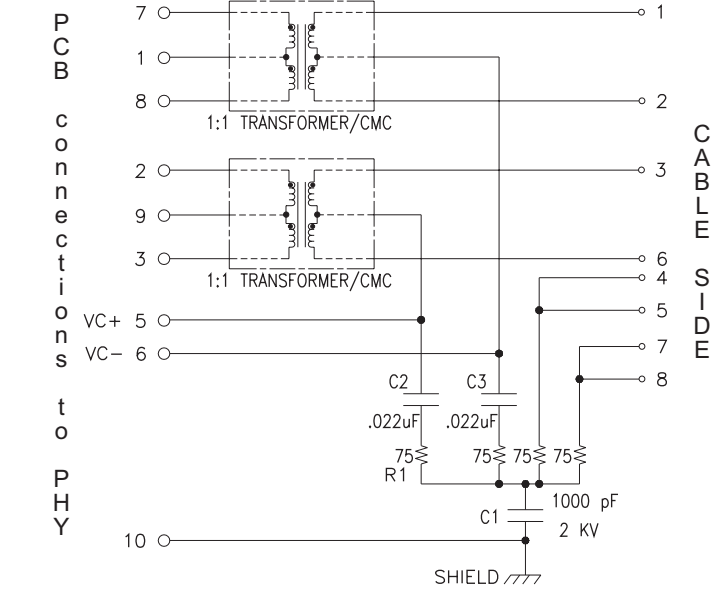 PCB connections to PHY
7
1
8
1:1 TRANSFORMER/CMC
1
2
2
9
3
1:1 TRANSFORMER/CMC
3
6
4
5
7
8
CABLE SIDE
VC+ 5
VC- 6
C2
.022uF
C3
.022uF
75
R1
75
75
75
C1
1000 pF
2 KV
10
SHIELD